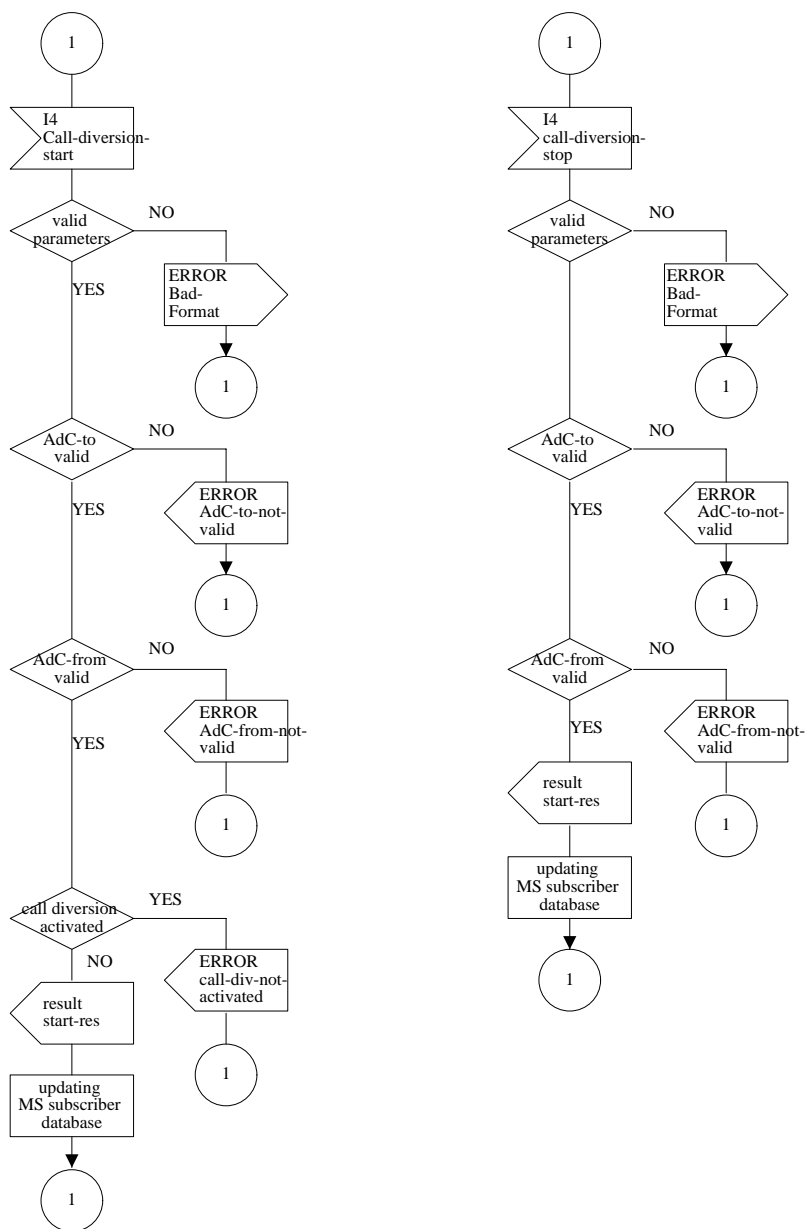 1
I4
Call-diversion-
start
valid
parameters
NO
YES
ERROR
Bad-
Format
1
AdC-to
valid
NO
YES
ERROR
AdC-to-not-
valid
1
AdC-from
valid
NO
YES
ERROR
AdC-from-not-
valid
1
call diversion
activated
YES
NO
ERROR
call-div-not-
activated
1
result
start-res
updating
MS subscriber
database
1
1
I4
call-diversion-
stop
valid
parameters
NO
YES
ERROR
Bad-
Format
1
AdC-to
valid
NO
YES
ERROR
AdC-to-not-
valid
1
AdC-from
valid
NO
YES
ERROR
AdC-from-not-
valid
1
result
start-res
updating
MS subscriber
database
1